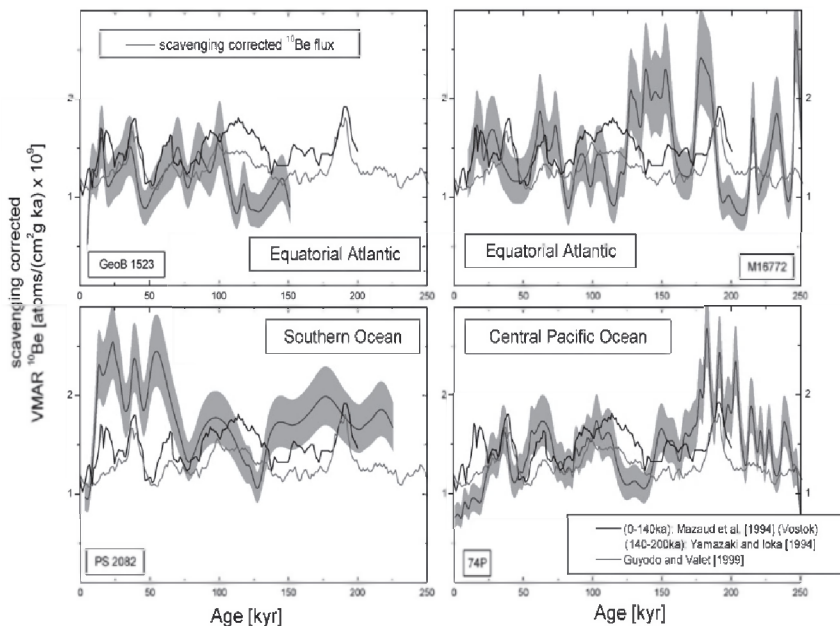 scavenging corrected
VMAR ¹⁰Be [atoms/(cm²g ka) x 10⁹
scavenging corrected ¹⁰Be flux
2
1
0 50 100 150 200 250
GeoB 1523
Equatorial Atlantic
2
1
0 50 100 150 200 250
Equatorial Atlantic
M16772
2
1
Southern Ocean
PS 2082
0 50 100 150 200 250
Age [kyr]
2
1
Central Pacific Ocean
74P
(0-140ka): Mazaud et al. [1994] (Vostok)
(140-200ka): Yamazaki and Ioka [1994]
Guyodo and Valet [1999]
0 50 100 150 200 250
Age [kyr]